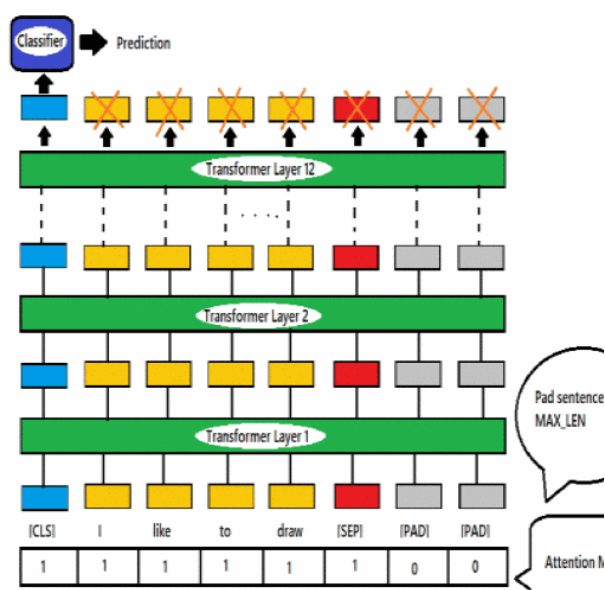 Classifier
Prediction
Transformer Layer 12
Transformer Layer 2
Transformer Layer 1
Pad sentence
MAX_LEN
[CLS] I like to draw [SEP] [PAD] [PAD]
1 1 1 1 1 1 0 0
Attention M